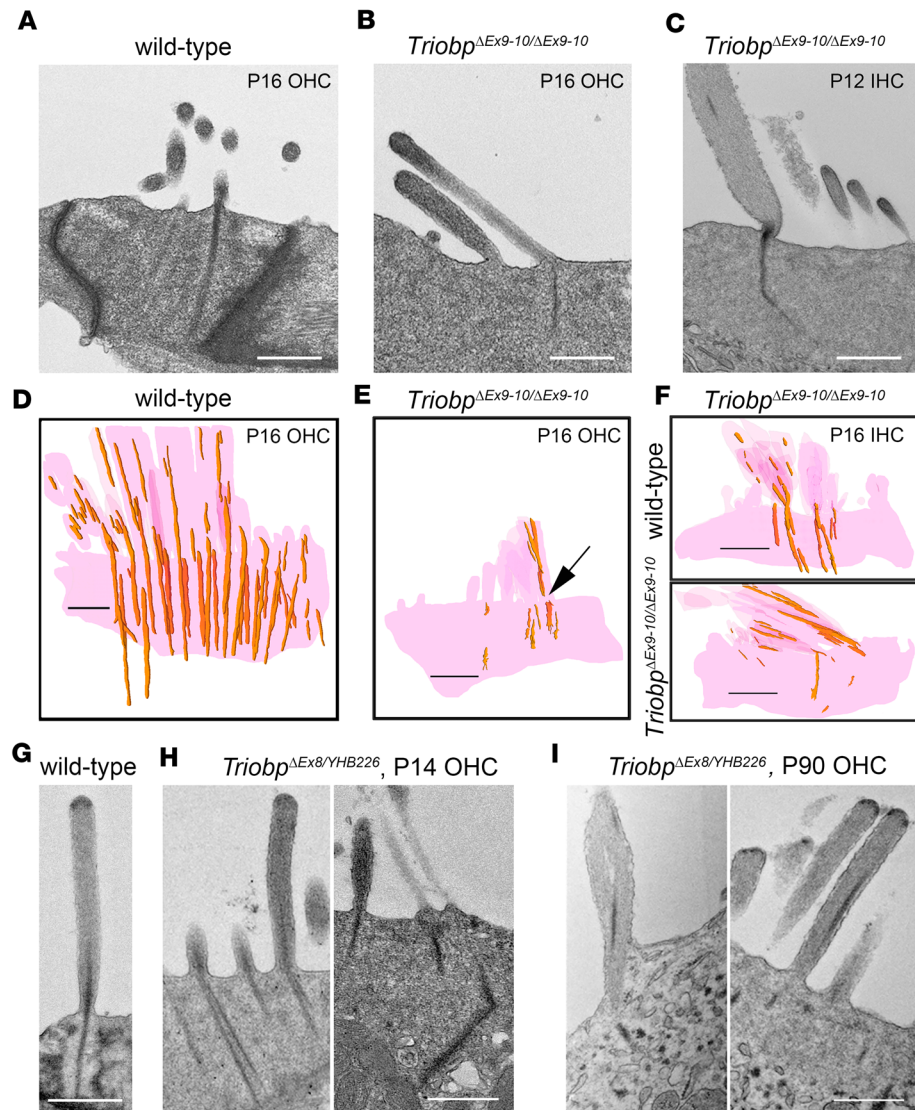 A
wild-type
P16 OHC
B
Triobp^ΔEx9-10/ΔEx9-10
P16 OHC
C
Triobp^ΔEx9-10/ΔEx9-10
P12 IHC
D
wild-type
P16 OHC
E
Triobp^ΔEx9-10/ΔEx9-10
P16 OHC
F
Triobp^ΔEx9-10/ΔEx9-10
P16 IHC
wild-type
Triobp^ΔEx9-10/ΔEx9-10
G
wild-type
H
Triobp^ΔEx8/YHB226, P14 OHC
I
Triobp^ΔEx8/YHB226, P90 OHC